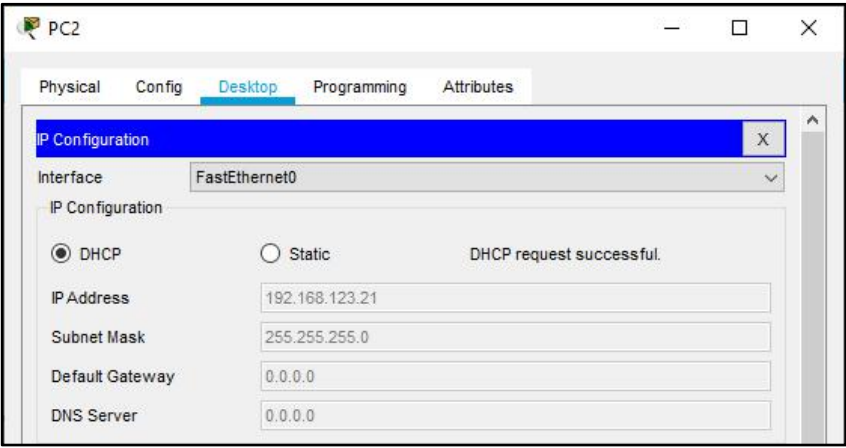 PC2
Physical Config Desktop Programming Attributes
IP Configuration X
Interface FastEthernet0
IP Configuration
DHCP Static DHCP request successful.
IP Address 192.168.123.21
Subnet Mask 255.255.255.0
Default Gateway 0.0.0.0
DNS Server 0.0.0.0